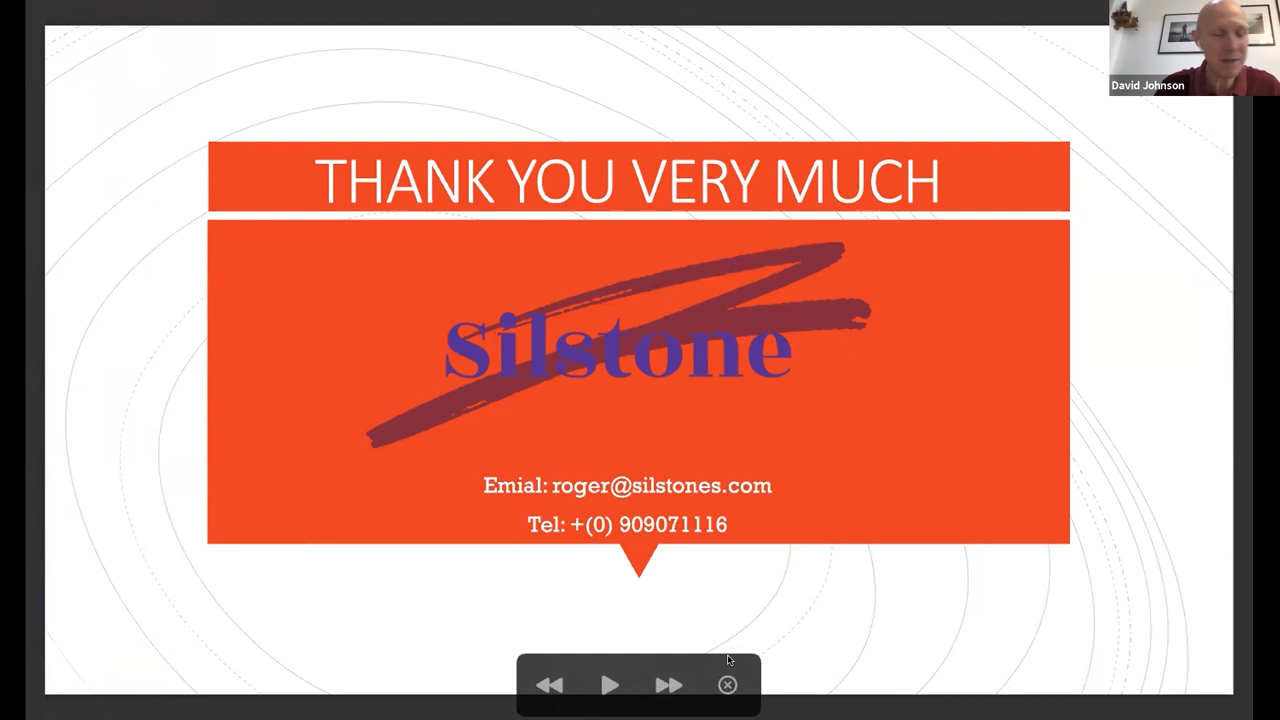 David Johnson
THANK YOU VERY MUCH
Silstone
Emial: roger@silstones.com
Tel: +(0) 909071116